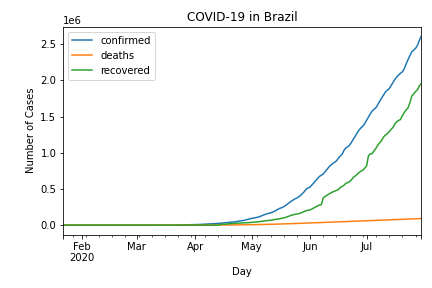 COVID-19 in Brazil
1e6
confirmed
deaths
recovered
2.5
2.0
1.5
1.0
0.5
0.0
Number of Cases
Feb
2020
Mar
Apr
May
Jun
Jul
Day